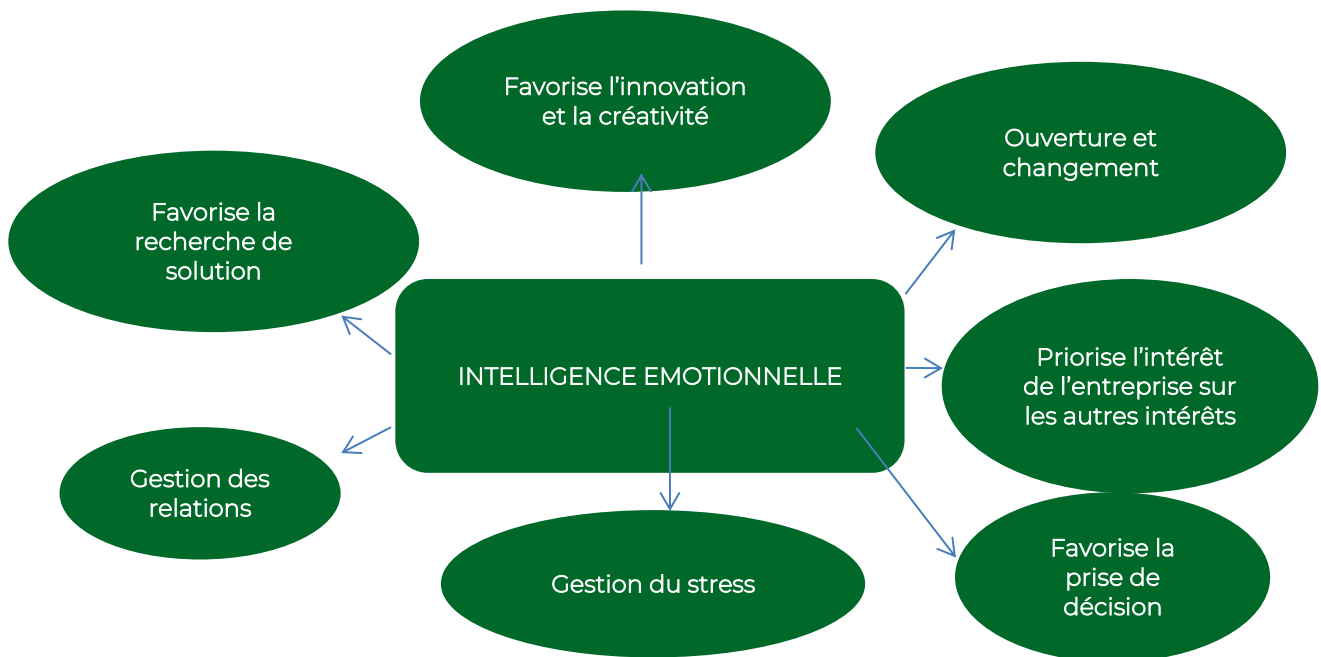 Favorise l’innovation
et la créativité
Ouverture et
changement
Favorise la
recherche de
solution
INTELLIGENCE EMOTIONNELLE
Priorise l’intérêt
de l’entreprise sur
les autres intérêts
Gestion des
relations
Gestion du stress
Favorise la
prise de
décision